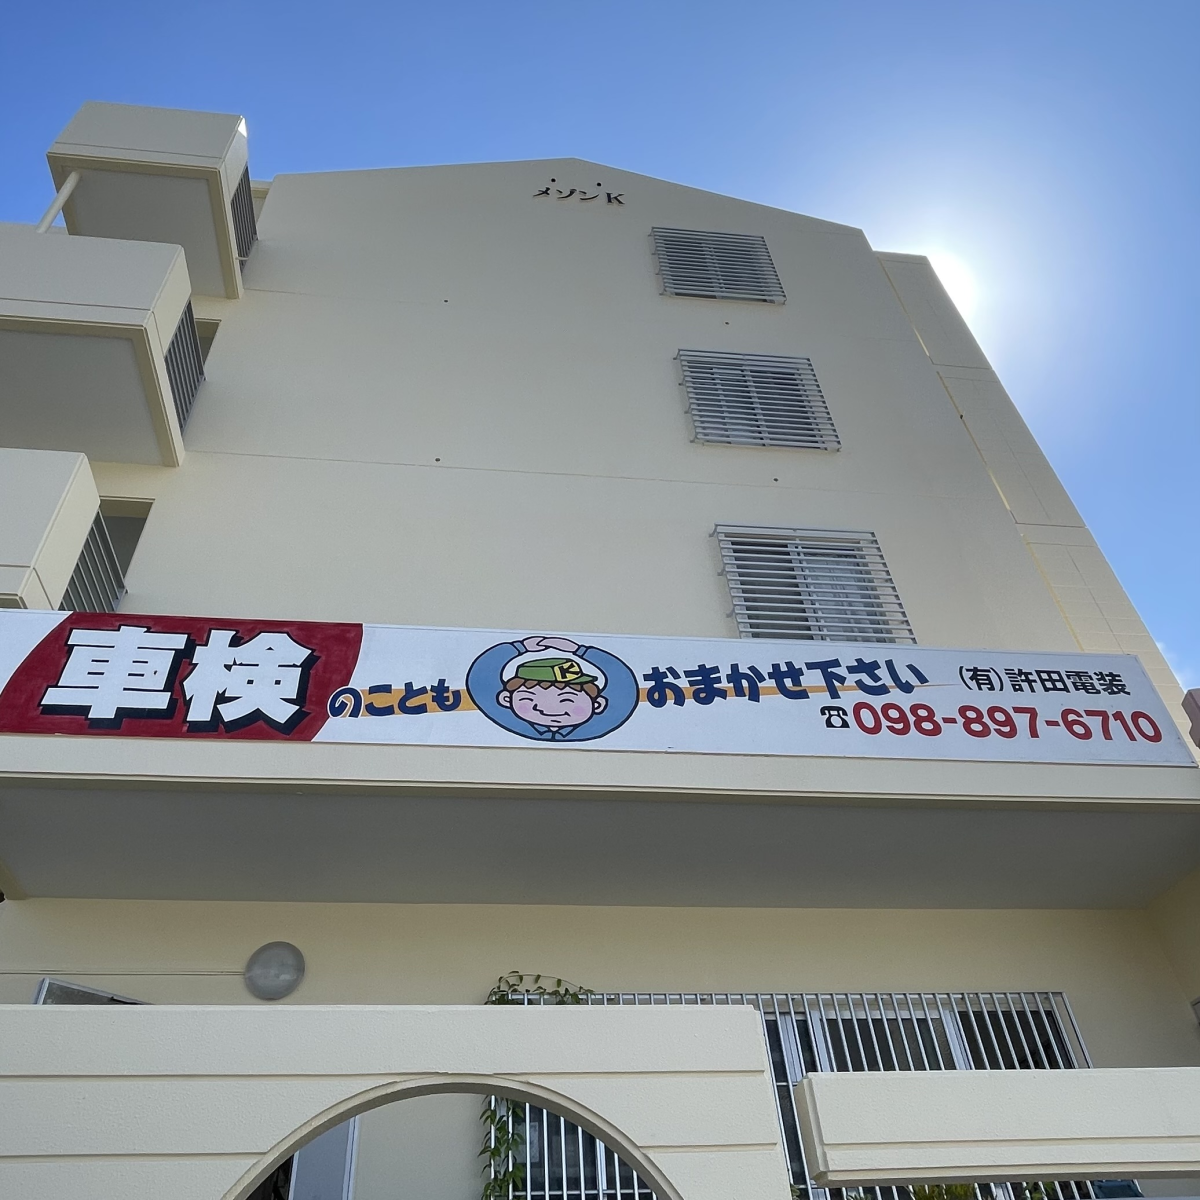 メゾンK
車検のことも
K
おまかせ下さい
(有)許田電装
☎098-897-6710